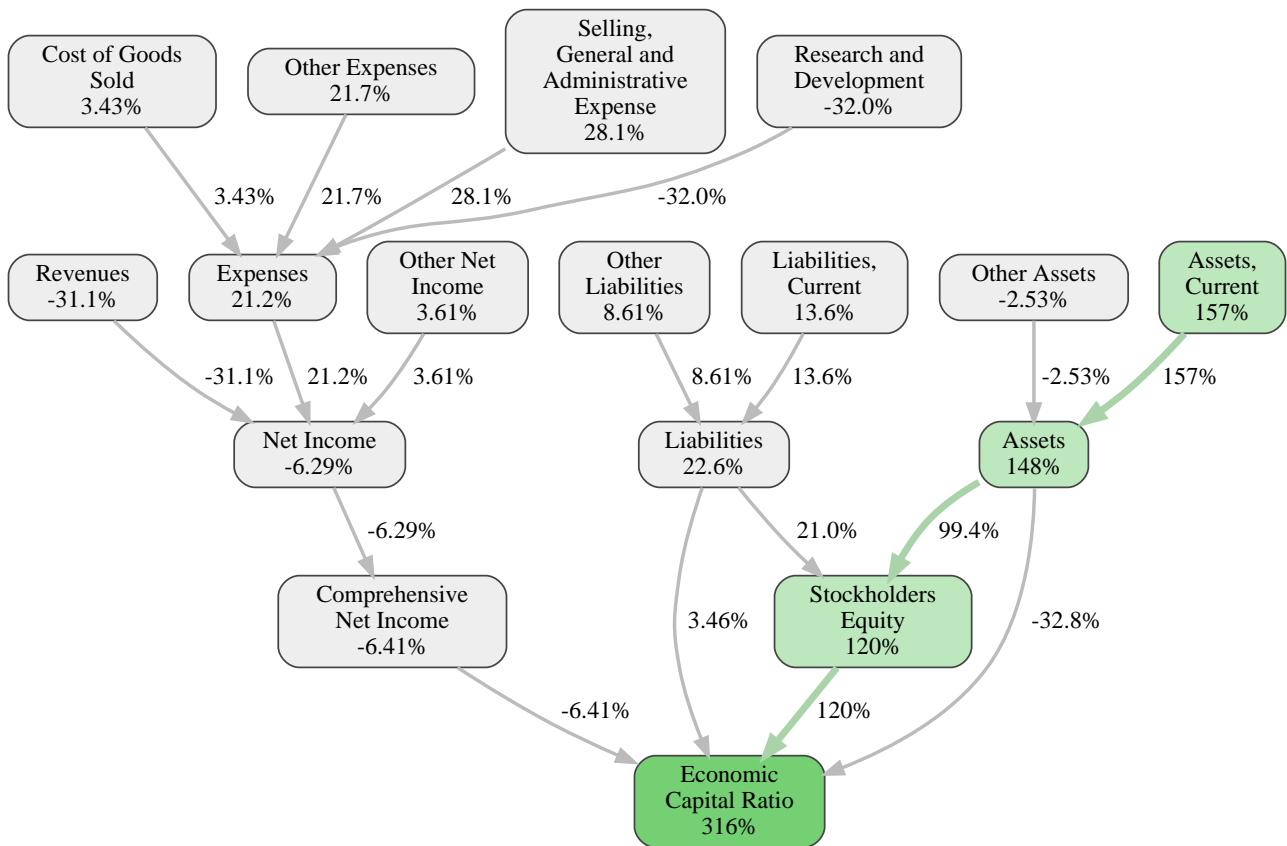 Cost of Goods
Sold
3.43%
Other Expenses
21.7%
Selling,
General and
Administrative
Expense
28.1%
Research and
Development
-32.0%
3.43%
21.7%
28.1%
-32.0%
Revenues
-31.1%
Expenses
21.2%
Other Net
Income
3.61%
Other
Liabilities
8.61%
Liabilities,
Current
13.6%
Other Assets
-2.53%
Assets,
Current
157%
-31.1%
21.2%
3.61%
8.61%
13.6%
-2.53%
157%
Net Income
-6.29%
Liabilities
22.6%
Assets
148%
-6.29%
21.0%
99.4%
Comprehensive
Net Income
-6.41%
3.46%
Stockholders
Equity
120%
-32.8%
-6.41%
120%
Economic
Capital Ratio
316%